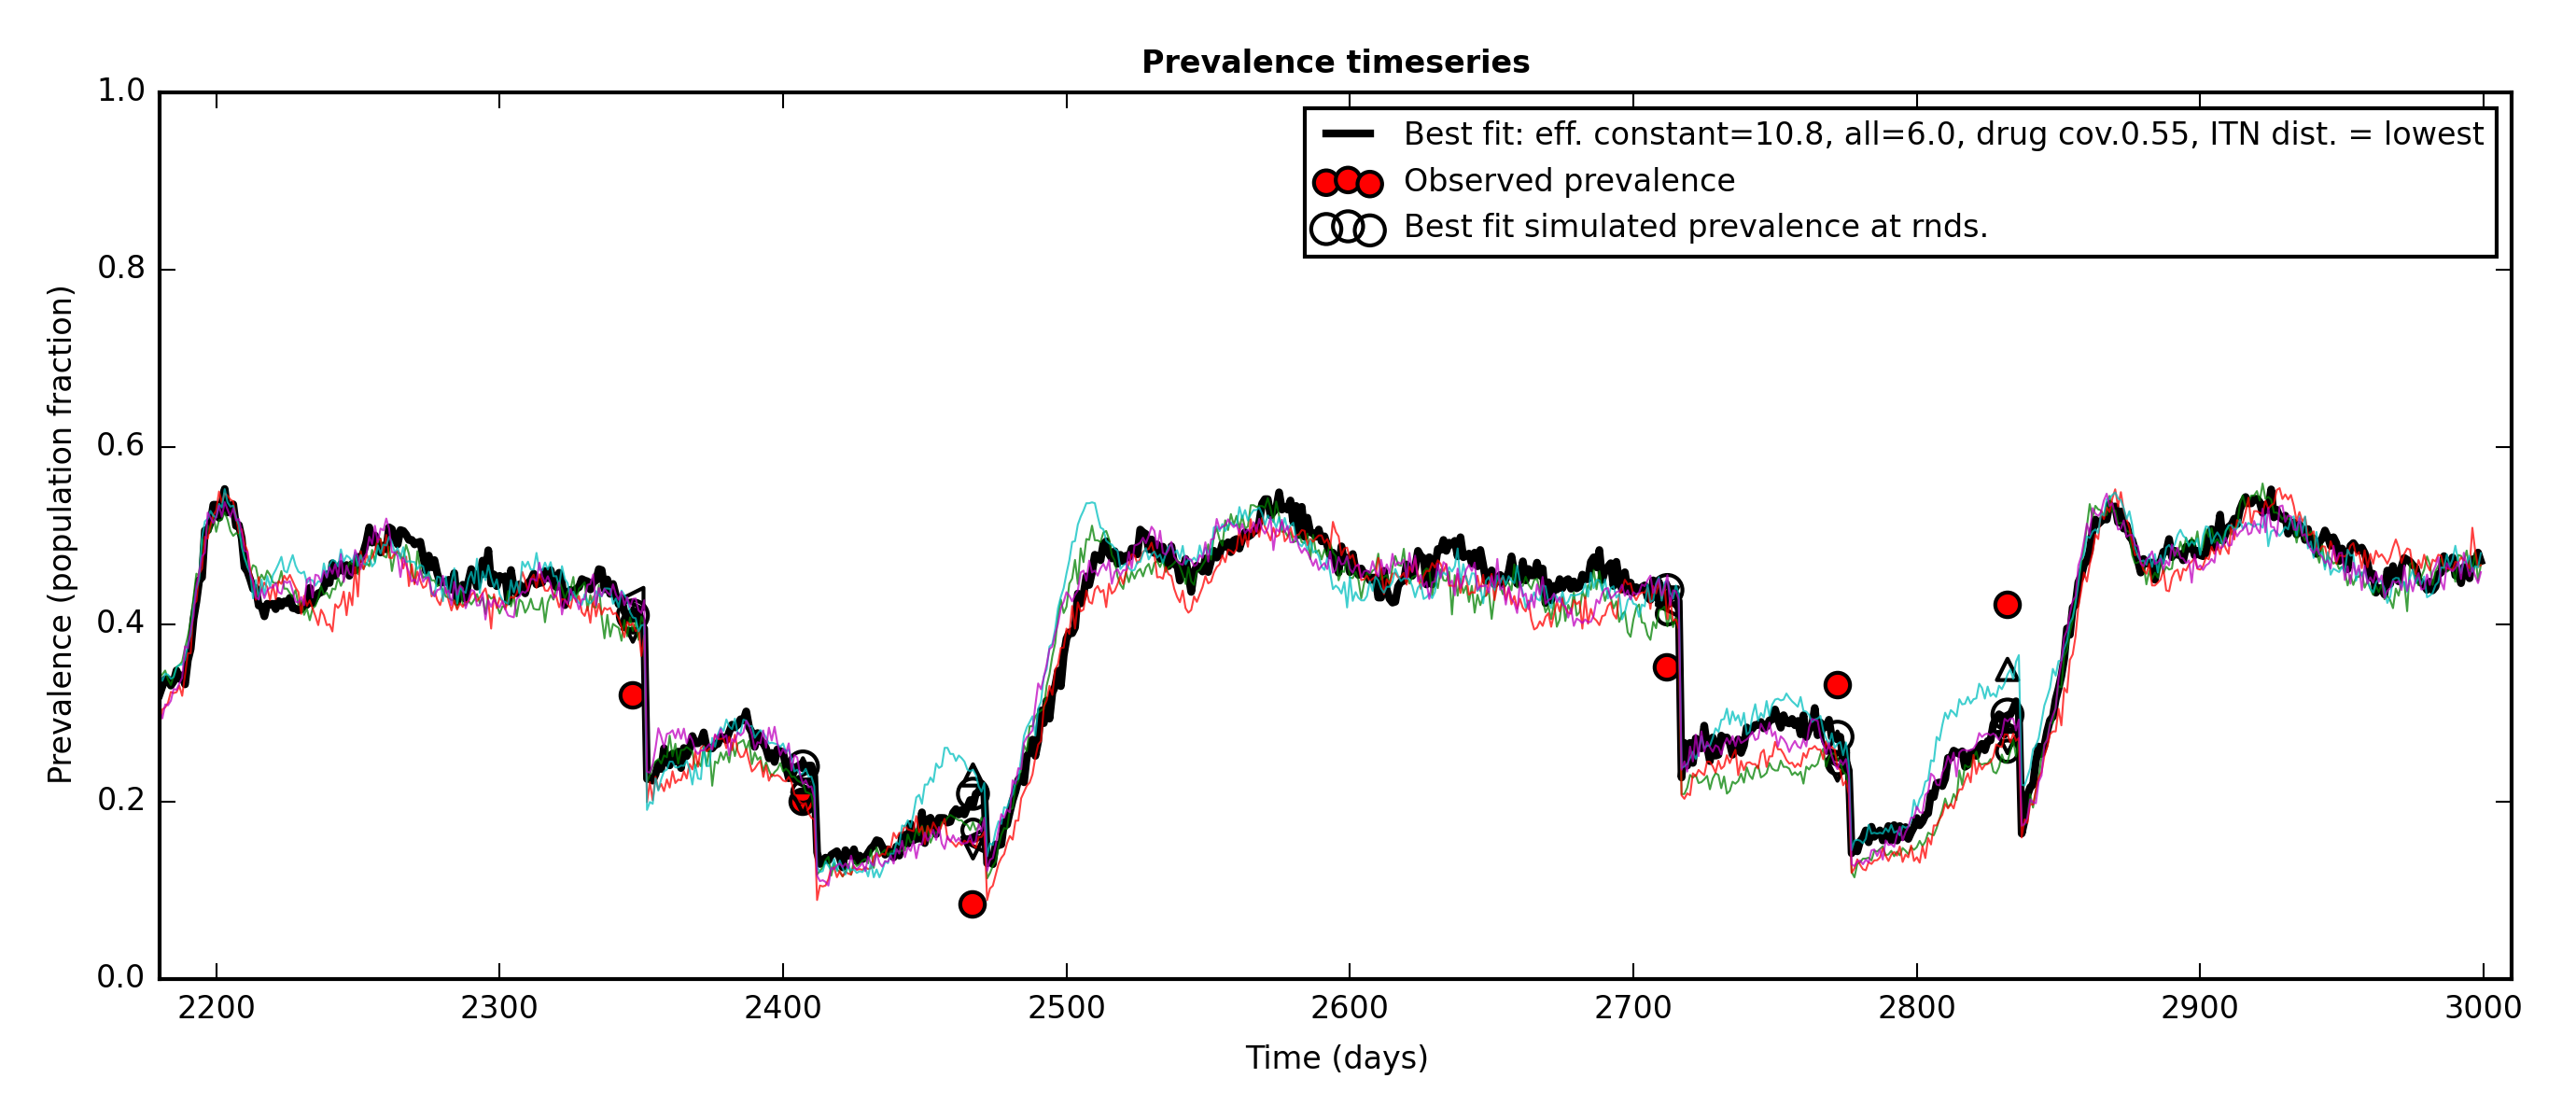 Prevalence timeseries
Best fit: eff. constant=10.8, all=6.0, drug cov.0.55, ITN dist. = lowest
Observed prevalence
Best fit simulated prevalence at rnds.
Prevalence (population fraction)
1.0
0.8
0.6
0.4
0.2
0.0
2200 2300 2400 2500 2600 2700 2800 2900 3000
Time (days)